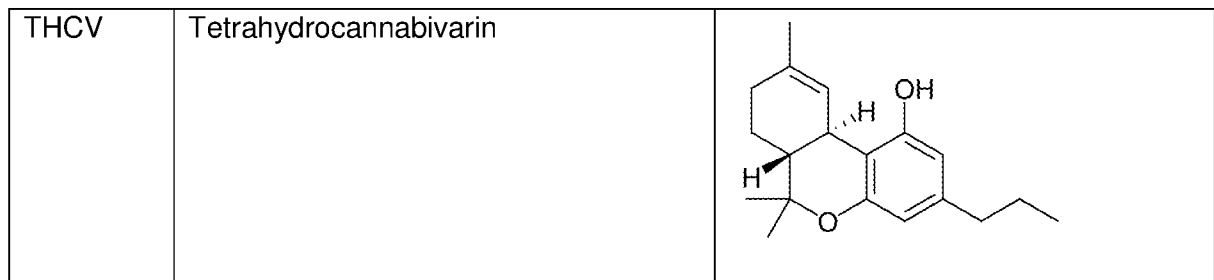 THCV
Tetrahydrocannabivarin
OH
H
H
O